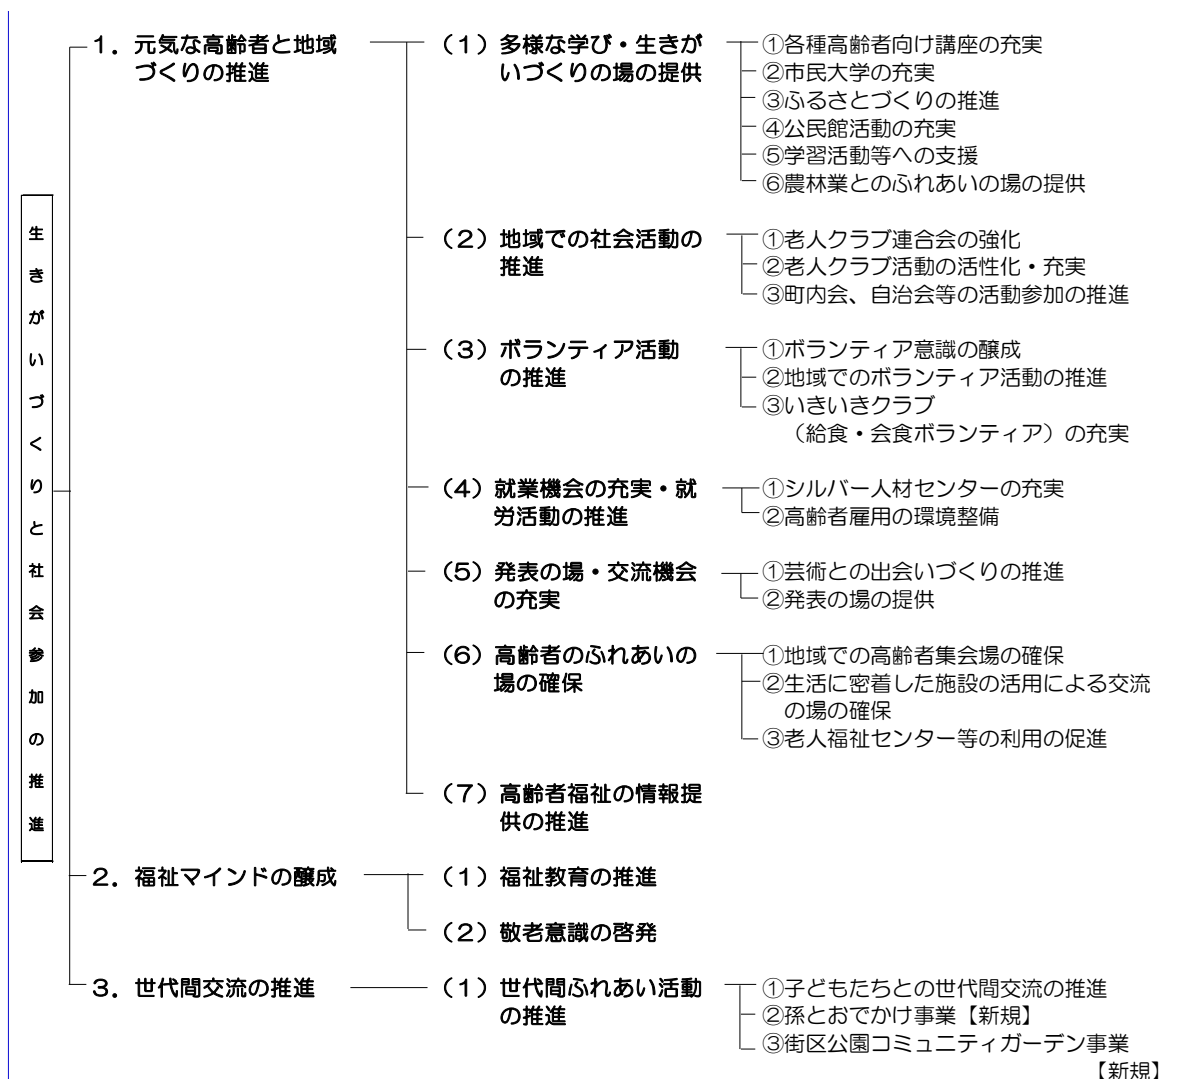 生きがいづくりと社会参加の推進
１．元気な高齢者と地域
づくりの推進
（１）多様な学び・生きが
いづくりの場の提供
①各種高齢者向け講座の充実
②市民大学の充実
③ふるさとづくりの推進
④公民館活動の充実
⑤学習活動等への支援
⑥農林業とのふれあいの場の提供
（２）地域での社会活動の
推進
①老人クラブ連合会の強化
②老人クラブ活動の活性化・充実
③町内会、自治会等の活動参加の推進
（３）ボランティア活動
の推進
①ボランティア意識の醸成
②地域でのボランティア活動の推進
③いきいきクラブ
（給食・会食ボランティア）の充実
（４）就業機会の充実・就
労活動の推進
①シルバー人材センターの充実
②高齢者雇用の環境整備
（５）発表の場・交流機会
の充実
①芸術との出会いづくりの推進
②発表の場の提供
（６）高齢者のふれあいの
場の確保
①地域での高齢者集会場の確保
②生活に密着した施設の活用による交流
の場の確保
③老人福祉センター等の利用の促進
（７）高齢者福祉の情報提
供の推進
２．福祉マインドの醸成
（１）福祉教育の推進
（２）敬老意識の啓発
３．世代間交流の推進
（１）世代間ふれあい活動
の推進
①子どもたちとの世代間交流の推進
②孫とおでかけ事業【新規】
③街区公園コミュニティガーデン事業
【新規】